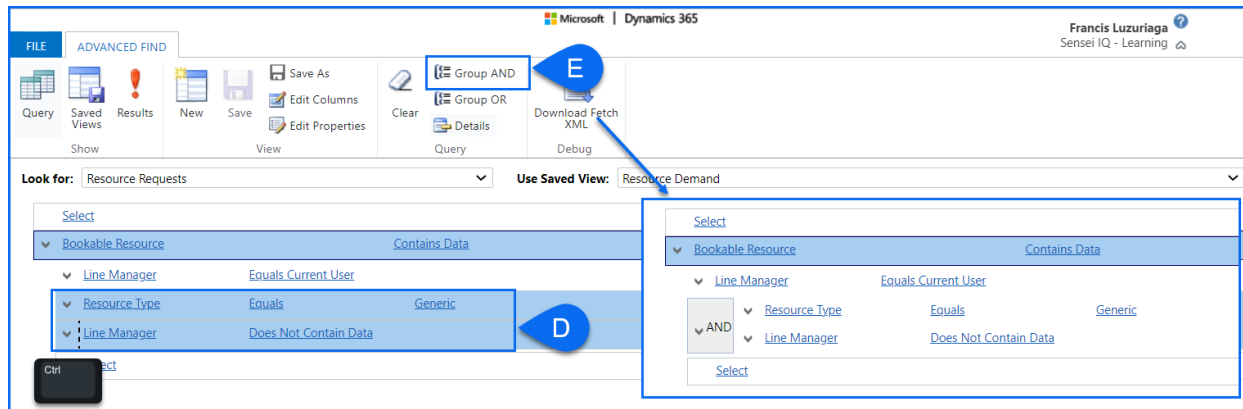 Microsoft | Dynamics 365
Francis Luzuriaga
Sensei IQ - Learning
FILE ADVANCED FIND
Query
Saved Views
Results
New
Save
Save As
Edit Columns
Edit Properties
Clear
Group AND
Group OR
Details
Download Fetch XML
E
Show View Query Debug
Look for: Resource Requests Use Saved View: Resource Demand
Select
Bookable Resource Contains Data
Line Manager Equals Current User
Resource Type Equals Generic
Line Manager Does Not Contain Data
D
Ctrl
Select
Bookable Resource Contains Data
Line Manager Equals Current User
AND
Resource Type Equals Generic
Line Manager Does Not Contain Data
Select